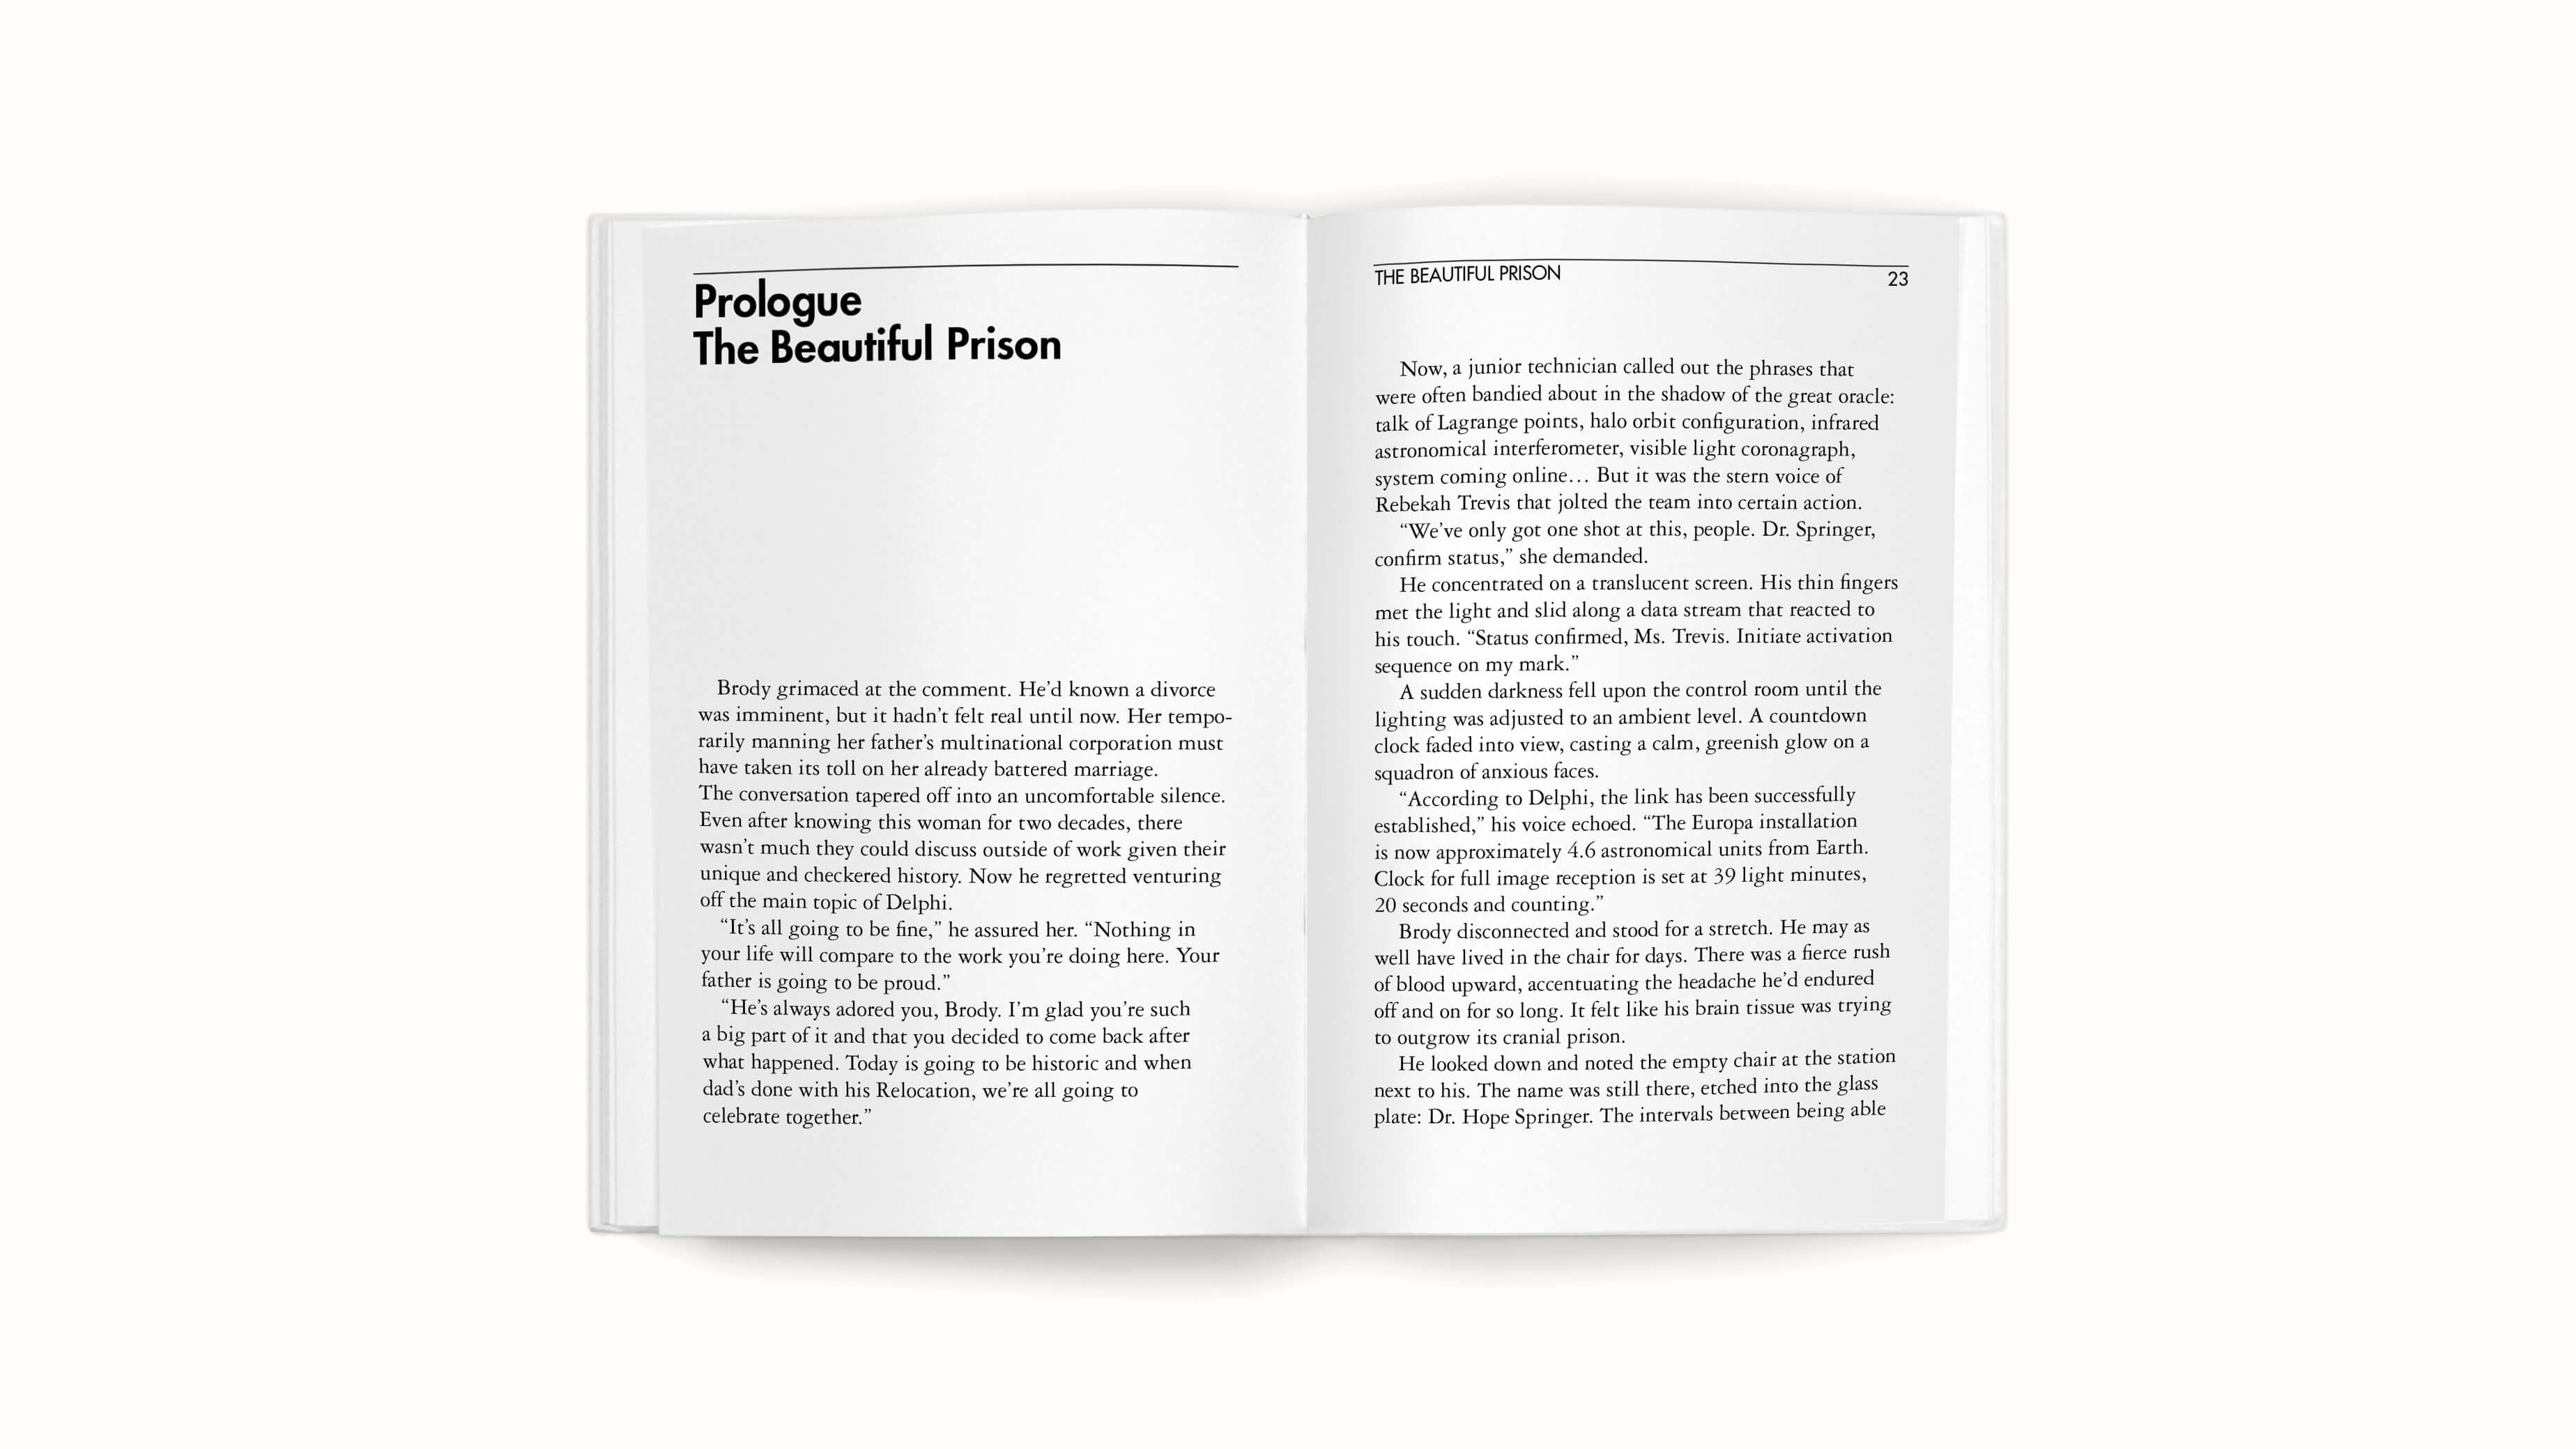 Prologue
The Beautiful Prison
Brody grimaced at the comment. He’d known a divorce
was imminent, but it hadn’t felt real until now. Her tempo-
rarily manning her father’s multinational corporation must
have taken its toll on her already battered marriage.
The conversation tapered off into an uncomfortable silence.
Even after knowing this woman for two decades, there
wasn’t much they could discuss outside of work given their
unique and checkered history. Now he regretted venturing
off the main topic of Delphi.
“It’s all going to be fine,” he assured her. “Nothing in
your life will compare to the work you’re doing here. Your
father is going to be proud.”
“He’s always adored you, Brody. I’m glad you’re such
a big part of it and that you decided to come back after
what happened. Today is going to be historic and when
dad’s done with his Relocation, we’re all going to
celebrate together.”
THE BEAUTIFUL PRISON
23
Now, a junior technician called out the phrases that
were often bandied about in the shadow of the great oracle:
talk of Lagrange points, halo orbit configuration, infrared
astronomical interferometer, visible light coronagraph,
system coming online… But it was the stern voice of
Rebekah Trevis that jolted the team into certain action.
“We’ve only got one shot at this, people. Dr. Springer,
confirm status,” she demanded.
He concentrated on a translucent screen. His thin fingers
met the light and slid along a data stream that reacted to
his touch. “Status confirmed, Ms. Trevis. Initiate activation
sequence on my mark.”
A sudden darkness fell upon the control room until the
lighting was adjusted to an ambient level. A countdown
clock faded into view, casting a calm, greenish glow on a
squadron of anxious faces.
“According to Delphi, the link has been successfully
established,” his voice echoed. “The Europa installation
is now approximately 4.6 astronomical units from Earth.
Clock for full image reception is set at 39 light minutes,
20 seconds and counting.”
Brody disconnected and stood for a stretch. He may as
well have lived in the chair for days. There was a fierce rush
of blood upward, accentuating the headache he’d endured
off and on for so long. It felt like his brain tissue was trying
to outgrow its cranial prison.
He looked down and noted the empty chair at the station
next to his. The name was still there, etched into the glass
plate: Dr. Hope Springer. The intervals between being able